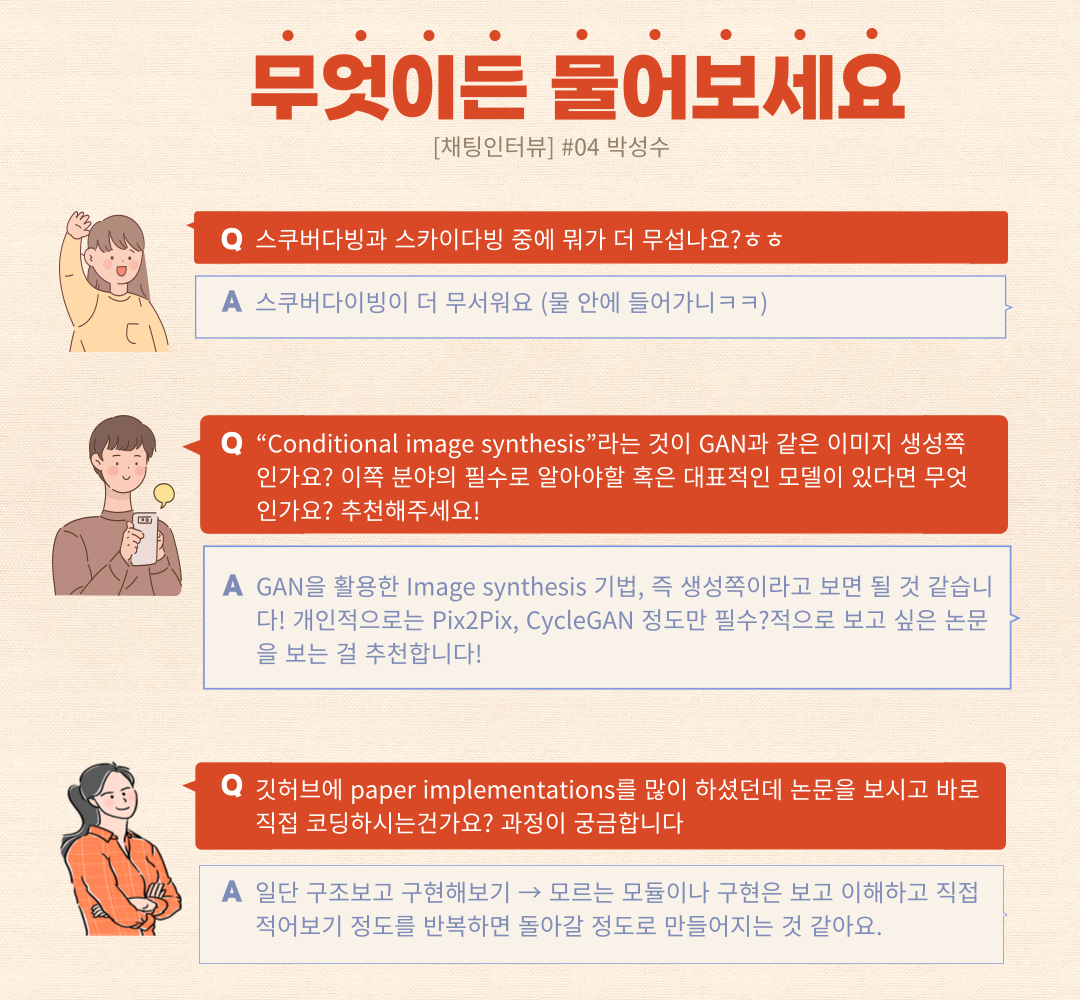 무엇이든 물어보세요
[채팅인터뷰] #04 박성수
Q 스쿠버다빙과 스카이다빙 중에 뭐가 더 무섭나요?ㅎㅎ
A 스쿠버다이빙이 더 무서워요 (물 안에 들어가니ㅋㅋ)
Q “Conditional image synthesis”라는 것이 GAN과 같은 이미지 생성쪽
인가요? 이쪽 분야의 필수로 알아야할 혹은 대표적인 모델이 있다면 무엇
인가요? 추천해주세요!
A GAN을 활용한 Image synthesis 기법, 즉 생성쪽이라고 보면 될 것 같습니
다! 개인적으로는 Pix2Pix, CycleGAN 정도만 필수?적으로 보고 싶은 논문
을 보는 걸 추천합니다!
Q 깃허브에 paper implementations를 많이 하셨던데 논문을 보시고 바로
직접 코딩하시는건가요? 과정이 궁금합니다
A 일단 구조보고 구현해보기 → 모르는 모듈이나 구현은 보고 이해하고 직접
적어보기 정도를 반복하면 돌아갈 정도로 만들어지는 것 같아요.